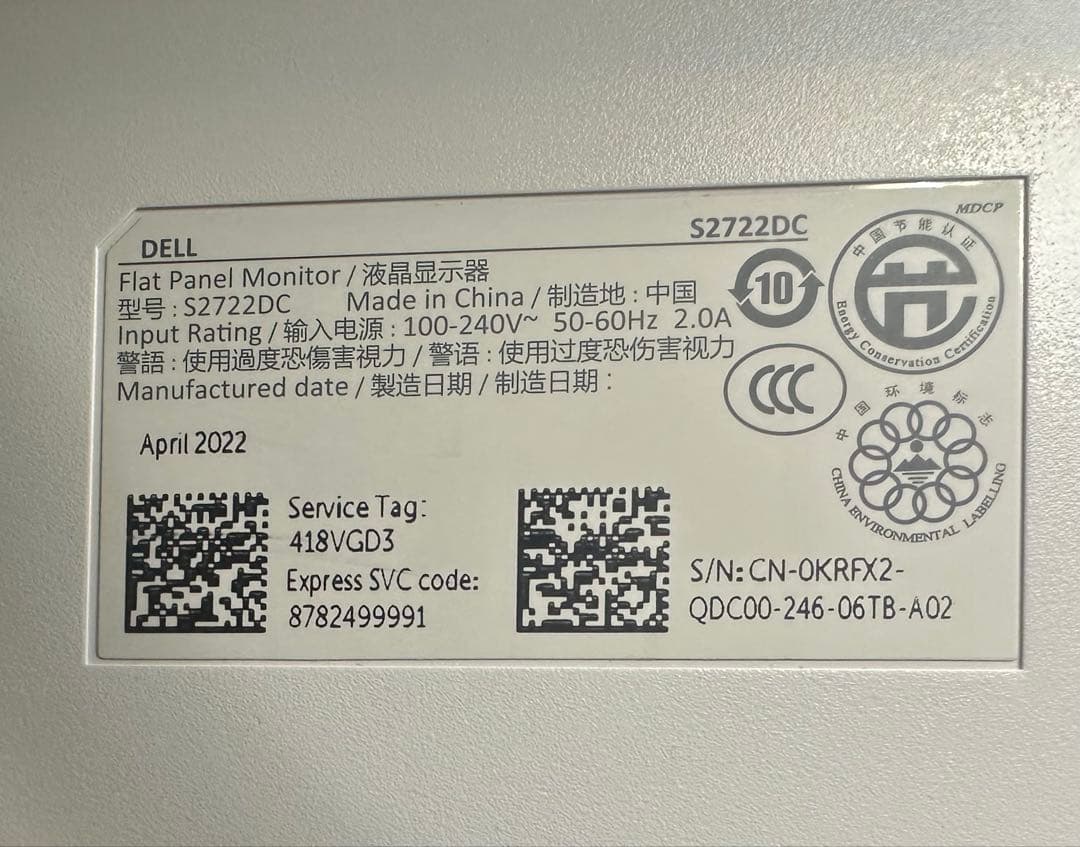 DELL
S2722DC
MDCP
Flat Panel Monitor / 液晶显示器
型号 : S2722DC Made in China / 制造地 : 中国
Input Rating / 输入电源 : 100-240V~ 50-60Hz 2.0A
警語 : 使用過度恐傷害視力 / 警语 : 使用过度恐伤害视力
Manufactured date / 製造日期 / 制造日期 :
April 2022
Service Tag:
418VGD3
Express SVC code:
8782499991
S/N: CN-0KRFX2-
QDC00-246-06TB-A02
10
中国节能认证
节
Energy Conservation Certification
CCC
中国环境标志
CHINA ENVIRONMENTAL LABELLING